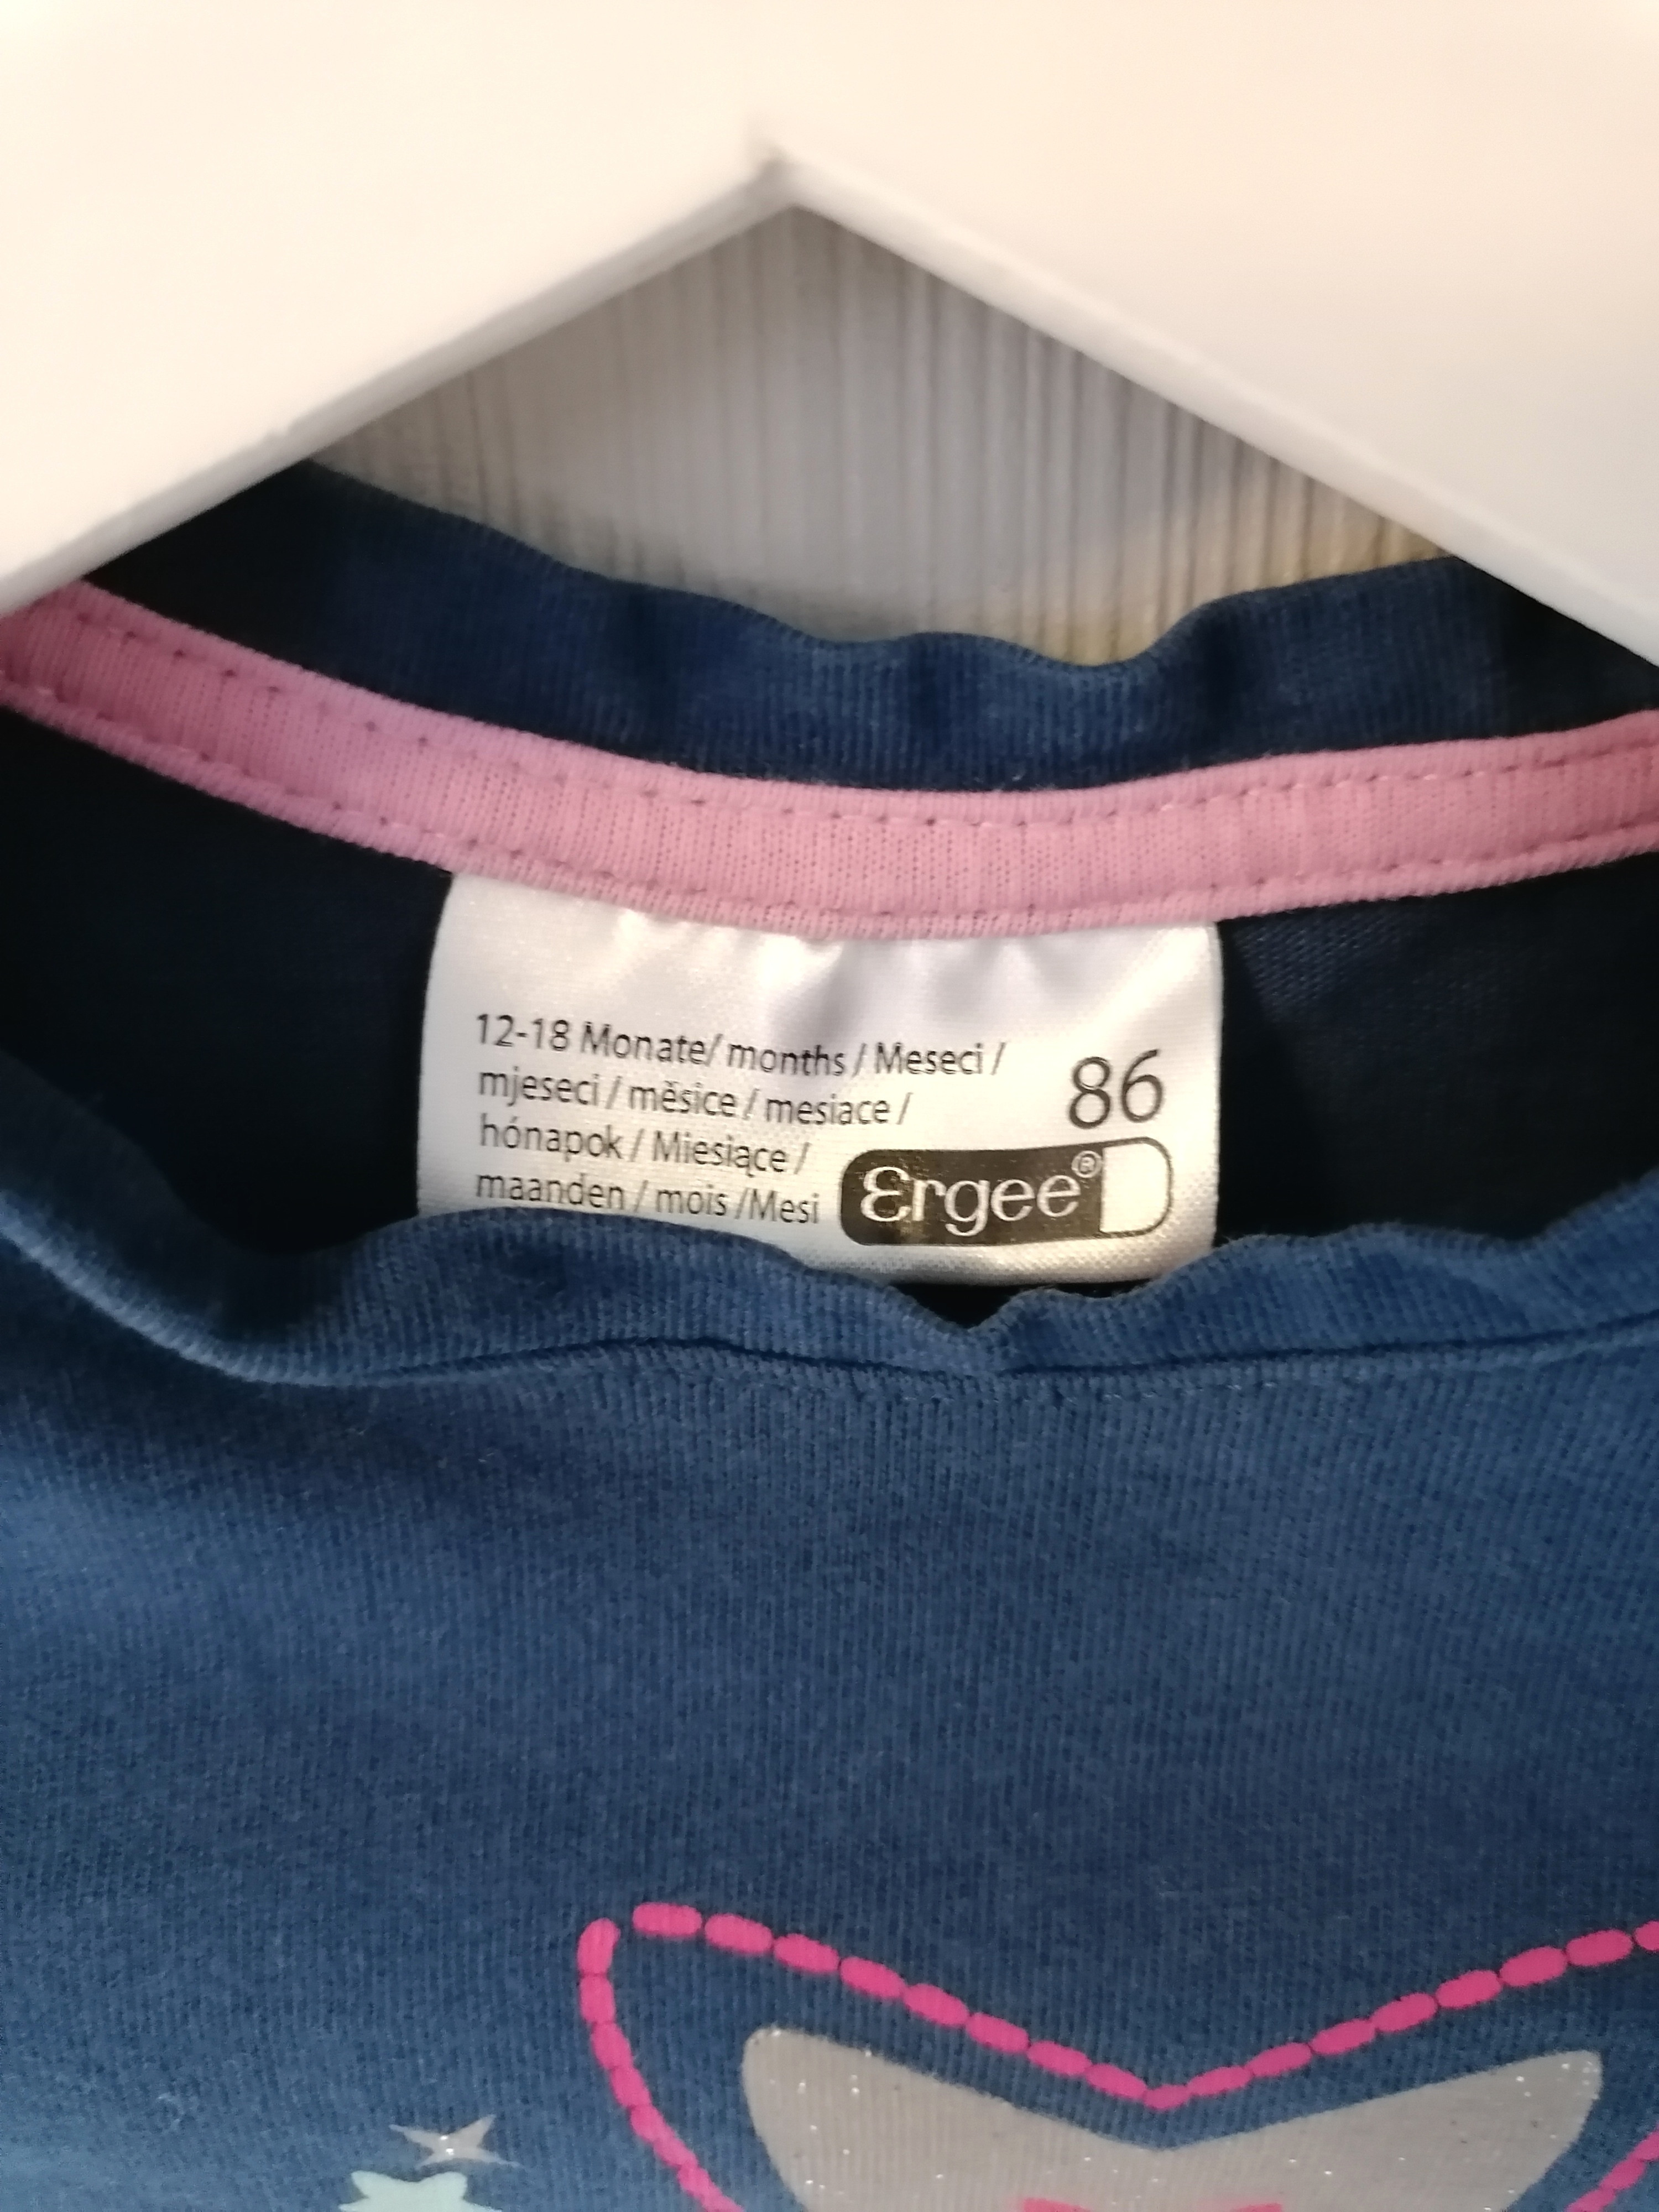 12-18 Monate/ months / Meseci /
mjeseci / měsíce / mesiace /
hónapok / Miesiące /
maanden / mois /Mesi
86
Ergee®